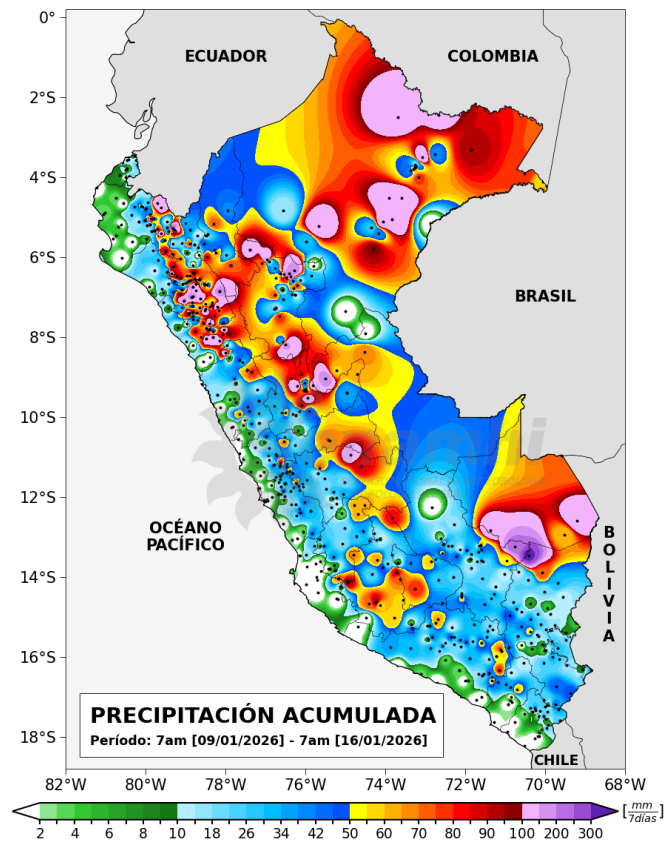 0°
2°S
4°S
6°S
8°S
10°S
12°S
14°S
16°S
18°S
ECUADOR
COLOMBIA
BRASIL
OCÉANO
PACÍFICO
B
O
L
I
V
I
A
PRECIPITACIÓN ACUMULADA
Período: 7am [09/01/2026] - 7am [16/01/2026]
CHILE
82°W 80°W 78°W 76°W 74°W 72°W 70°W 68°W
2 4 6 8 10 18 26 34 42 50 60 70 80 90 100 200 300
[mm/7días]